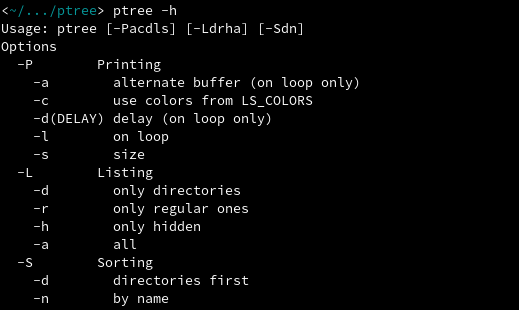 <~/.../ptree> ptree -h
Usage: ptree [-Pacdls] [-Ldrha] [-Sdn]
Options
  -P        Printing
    -a        alternate buffer (on loop only)
    -c        use colors from LS_COLORS
    -d(DELAY) delay (on loop only)
    -l        on loop
    -s        size
  -L        Listing
    -d        only directories
    -r        only regular ones
    -h        only hidden
    -a        all
  -S        Sorting
    -d        directories first
    -n        by name